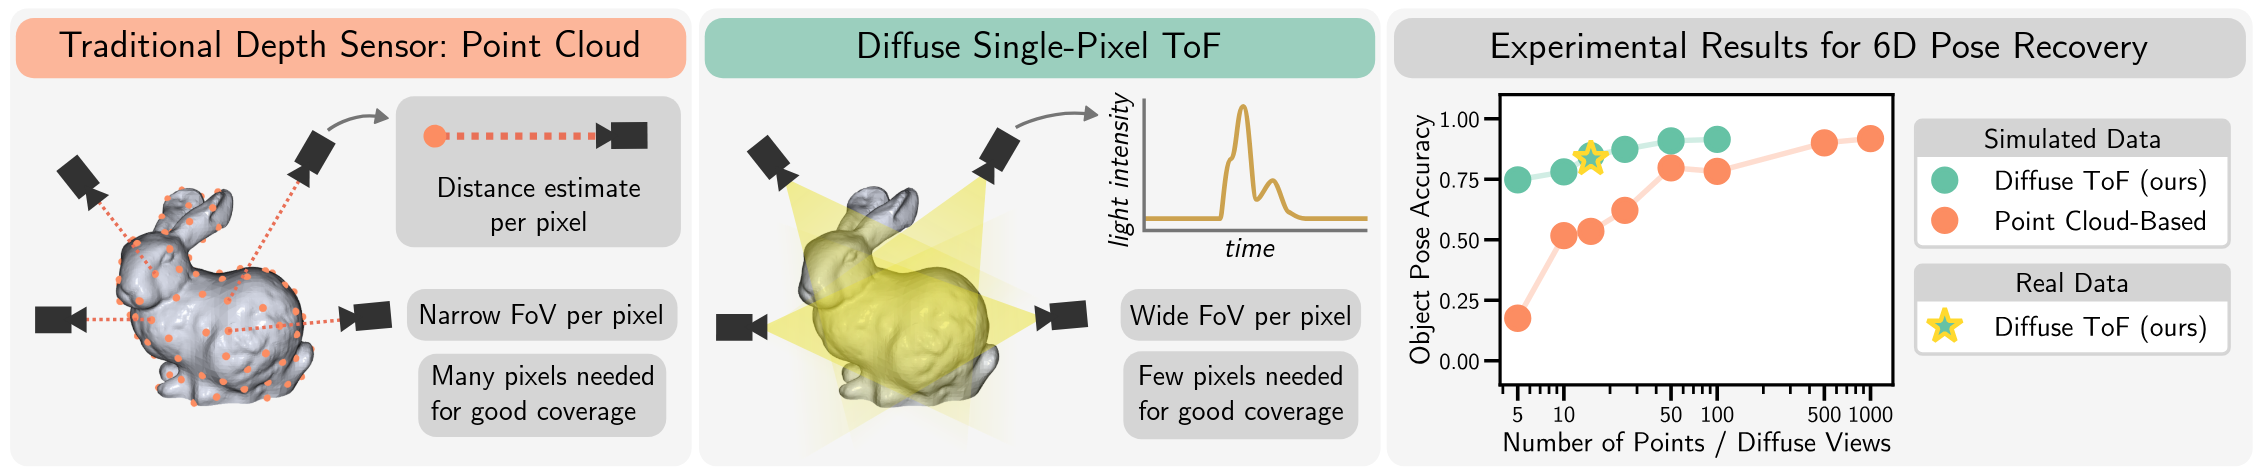 Traditional Depth Sensor: Point Cloud
Distance estimate
per pixel
Narrow FoV per pixel
Many pixels needed
for good coverage
Diffuse Single-Pixel ToF
light intensity
time
Wide FoV per pixel
Few pixels needed
for good coverage
Experimental Results for 6D Pose Recovery
Object Pose Accuracy
1.00
0.75
0.50
0.25
0.00
5 10 50 100 500 1000
Number of Points / Diffuse Views
Simulated Data
Diffuse ToF (ours)
Point Cloud-Based
Real Data
Diffuse ToF (ours)